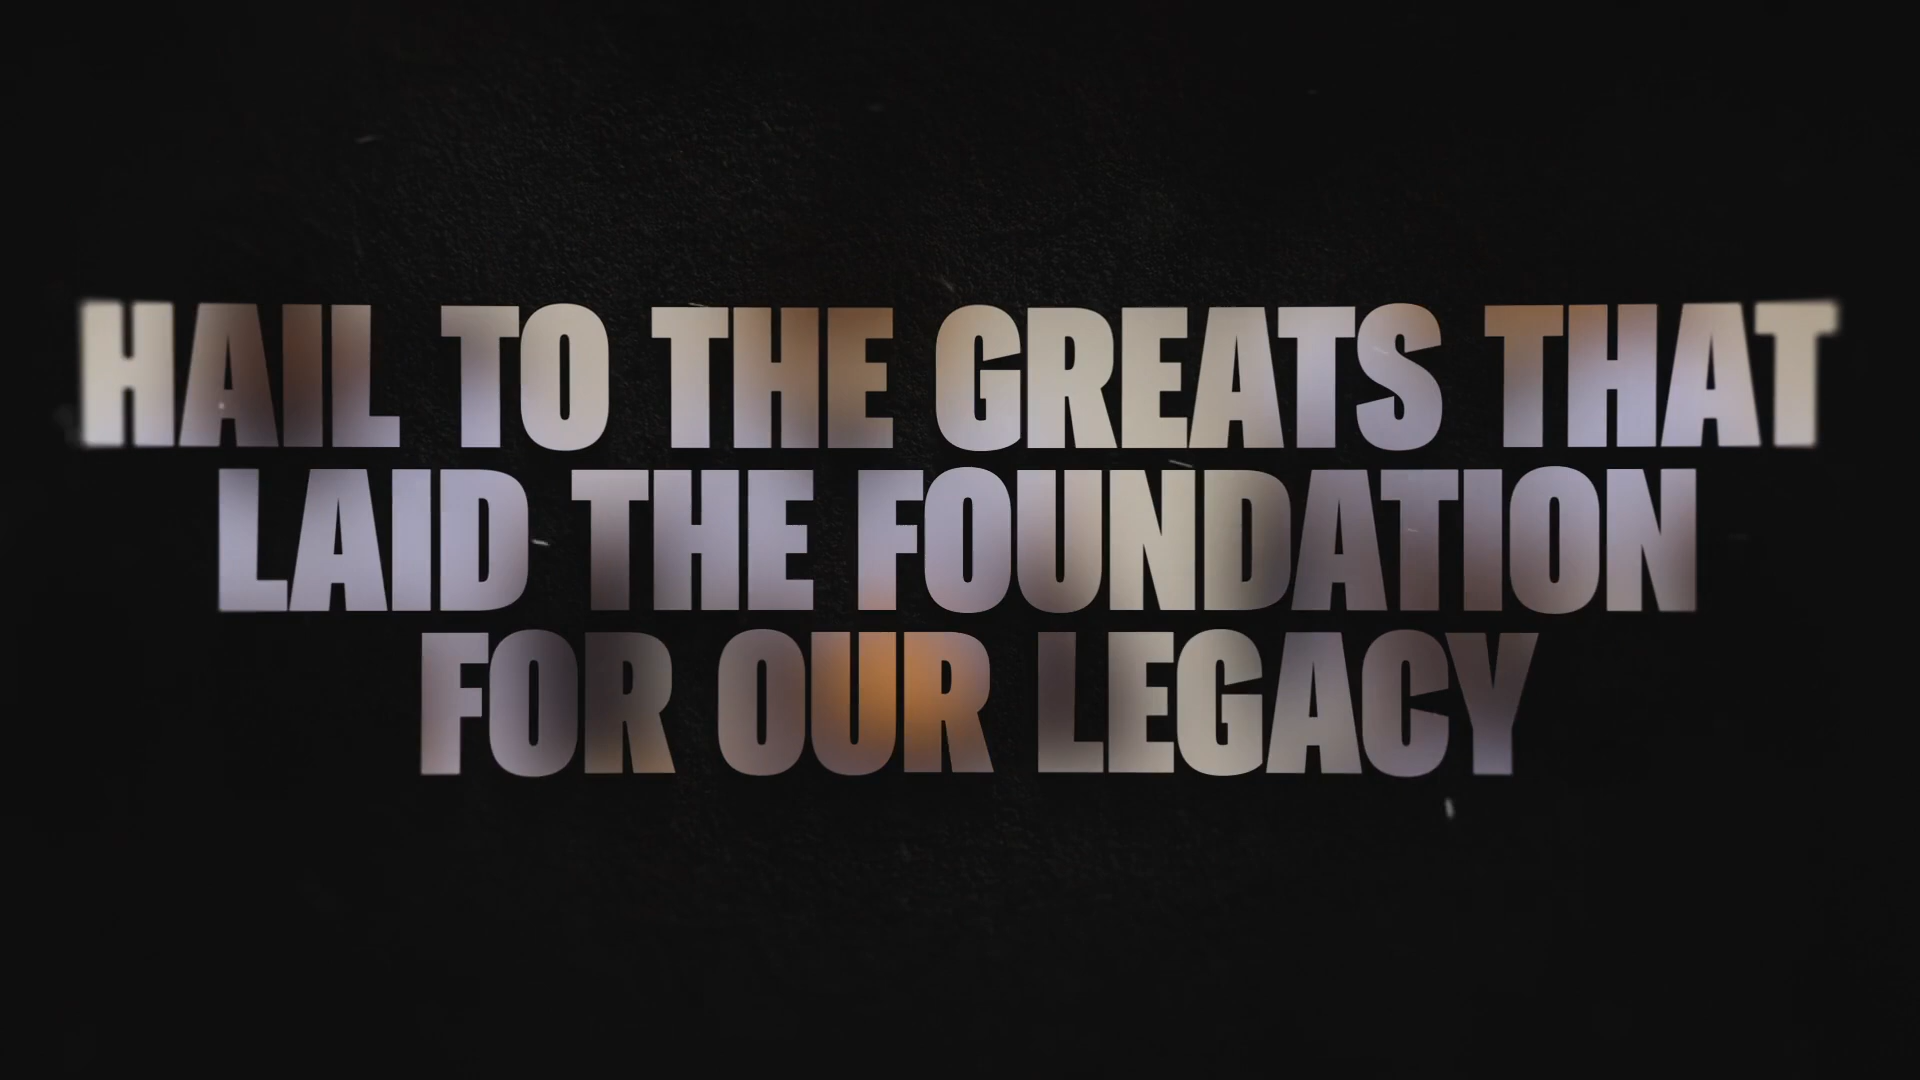 HAIL TO THE GREATS THAT
LAID THE FOUNDATION
FOR OUR LEGACY